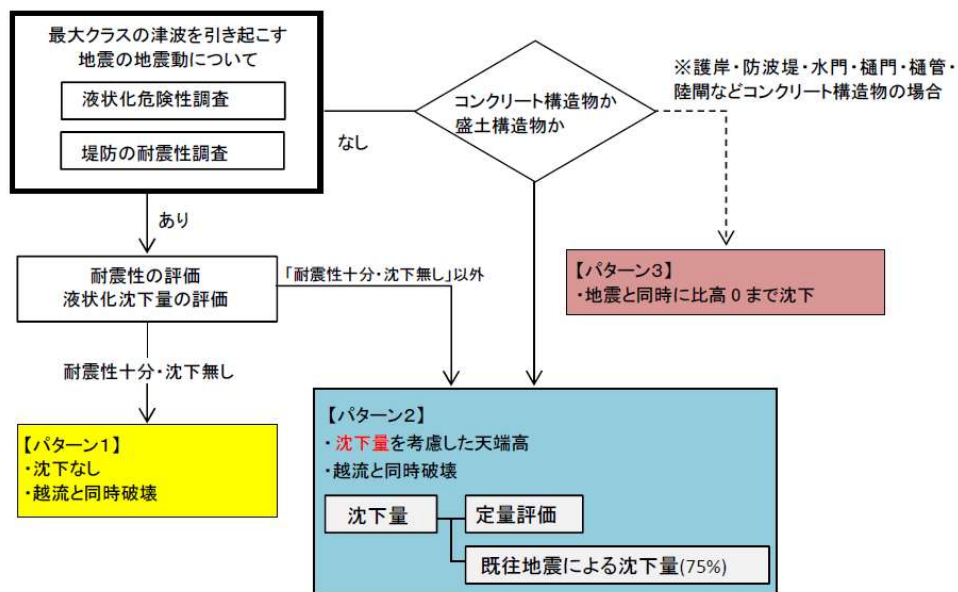 最大クラスの津波を引き起こす
地震の地震動について
液状化危険性調査
堤防の耐震性調査
なし
コンクリート構造物か
盛土構造物か
※護岸・防波堤・水門・樋門・樋管・
陸閘などコンクリート構造物の場合
あり
耐震性の評価
液状化沈下量の評価
「耐震性十分・沈下無し」以外
【パターン3】
・地震と同時に比高0まで沈下
耐震性十分・沈下無し
【パターン1】
・沈下なし
・越流と同時破壊
【パターン2】
・沈下量を考慮した天端高
・越流と同時破壊
沈下量
定量評価
既往地震による沈下量(75%)